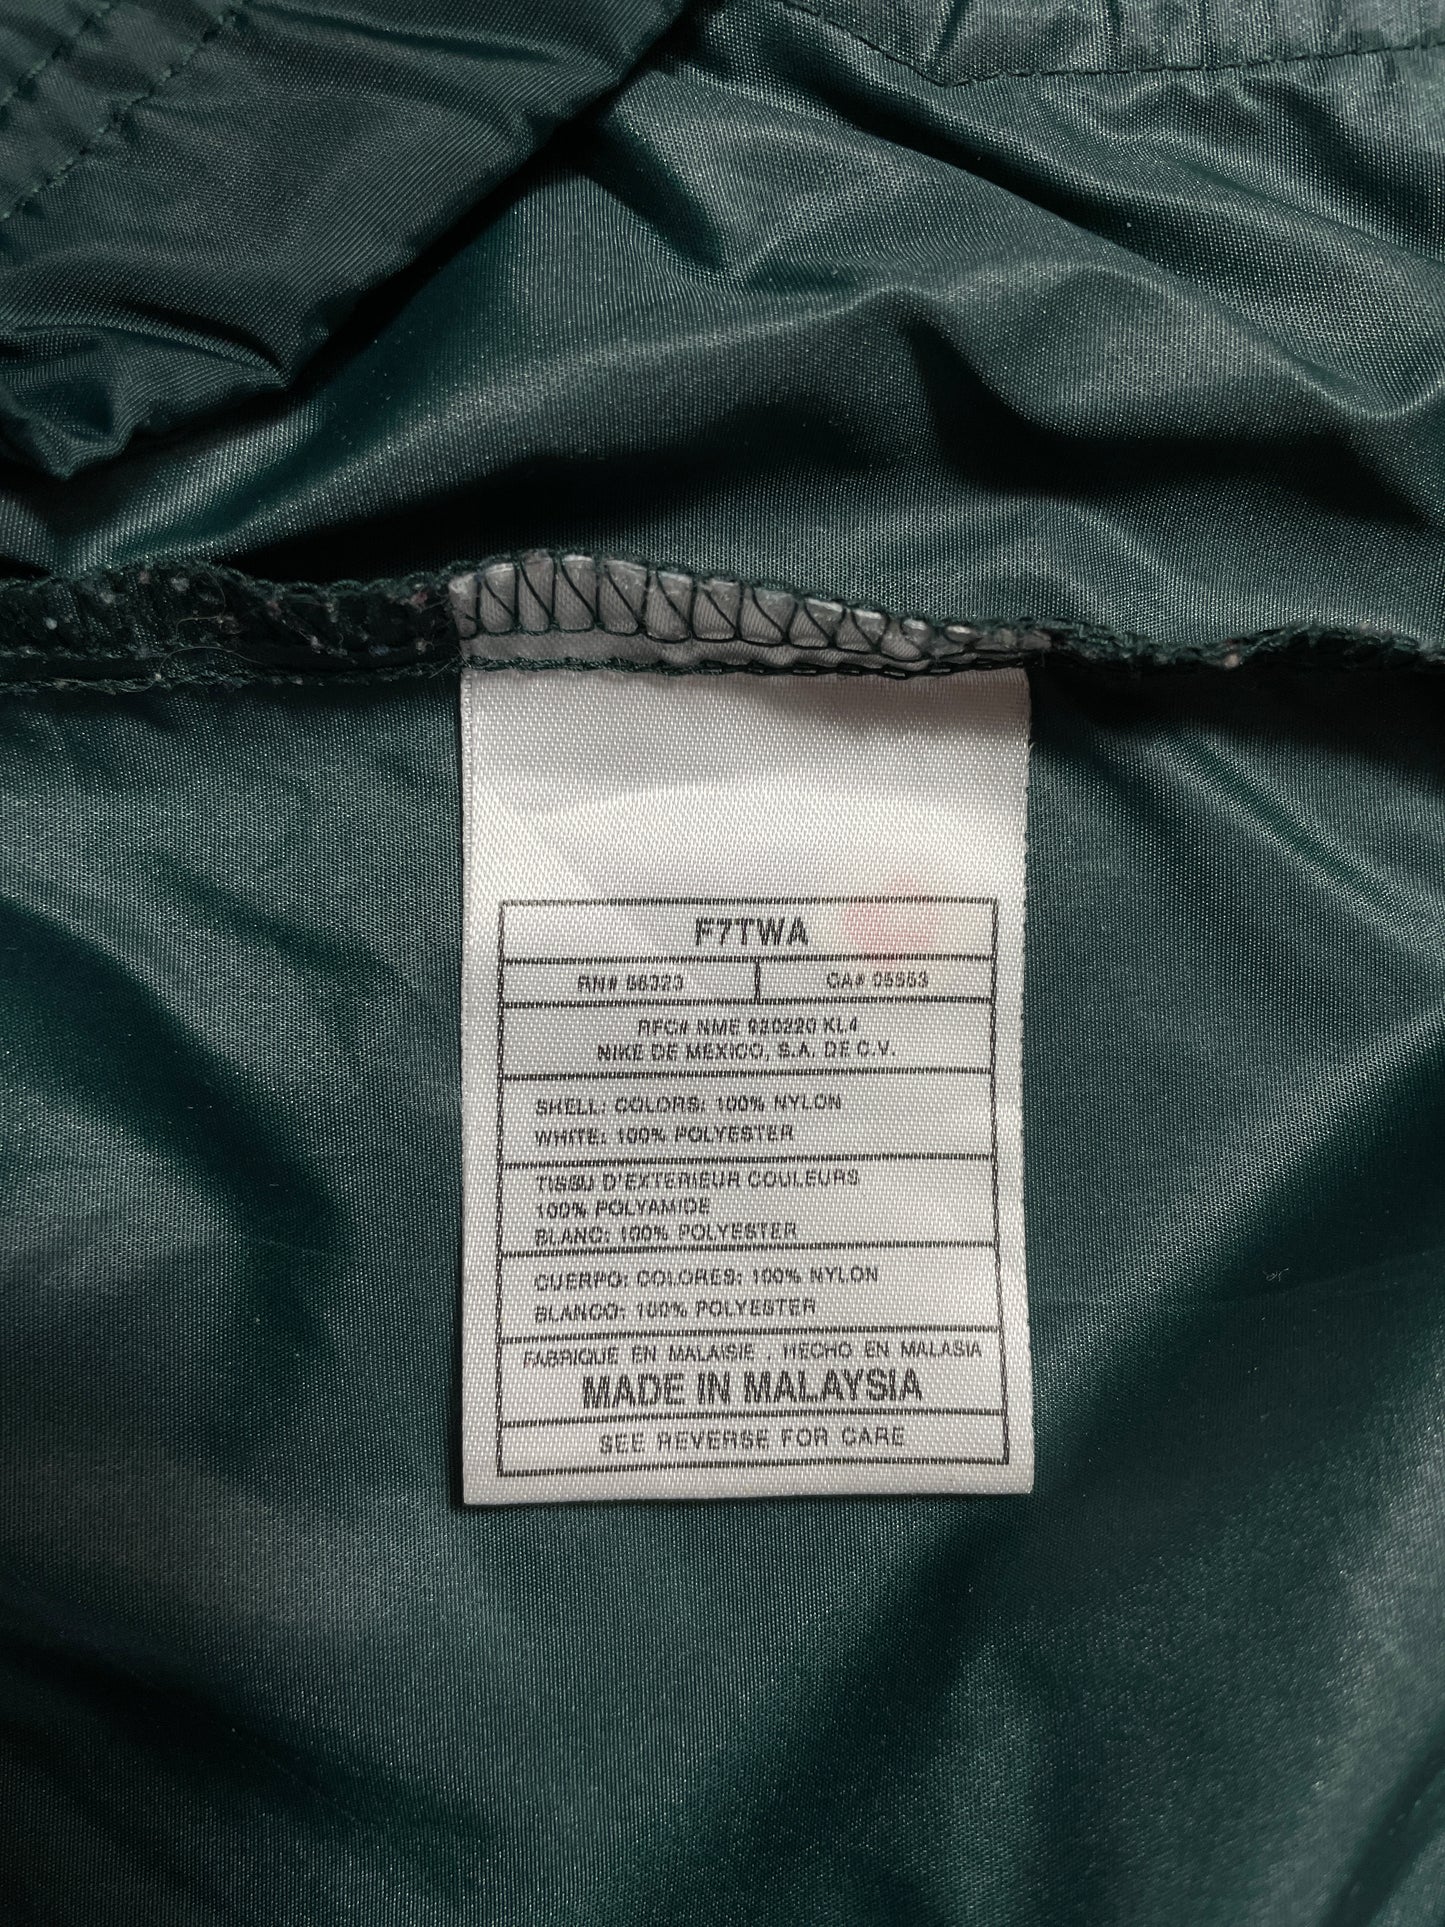 F7TWA
RN# 56323 CA# 05553
RFC# NME 920220 KL4
NIKE DE MEXICO, S.A. DE C.V.
SHELL: COLORS: 100% NYLON
WHITE: 100% POLYESTER
TISSU D'EXTERIEUR COULEURS
100% POLYAMIDE
BLANC: 100% POLYESTER
CUERPO: COLORES: 100% NYLON
BLANCO: 100% POLYESTER
FABRIQUE EN MALAISIE . HECHO EN MALASIA
MADE IN MALAYSIA
SEE REVERSE FOR CARE